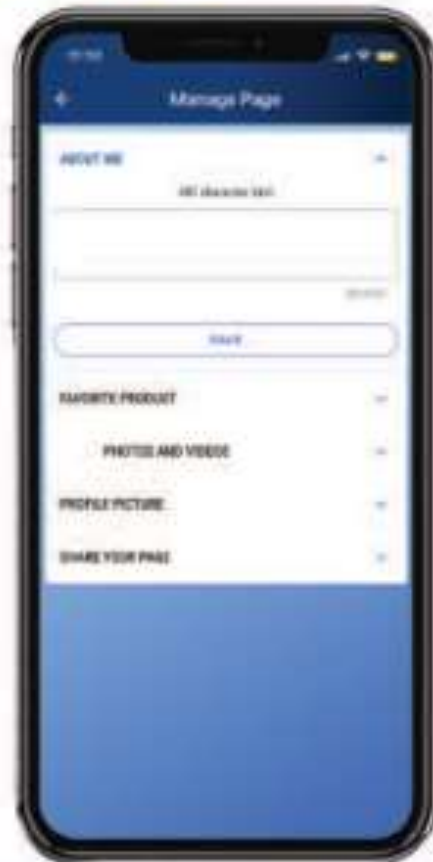 Manage Page
ABOUT ME
SAVE
FAVORITE PRODUCT
PHOTOS AND VIDEOS
PROFILE PICTURE
SHARE YOUR PAGE